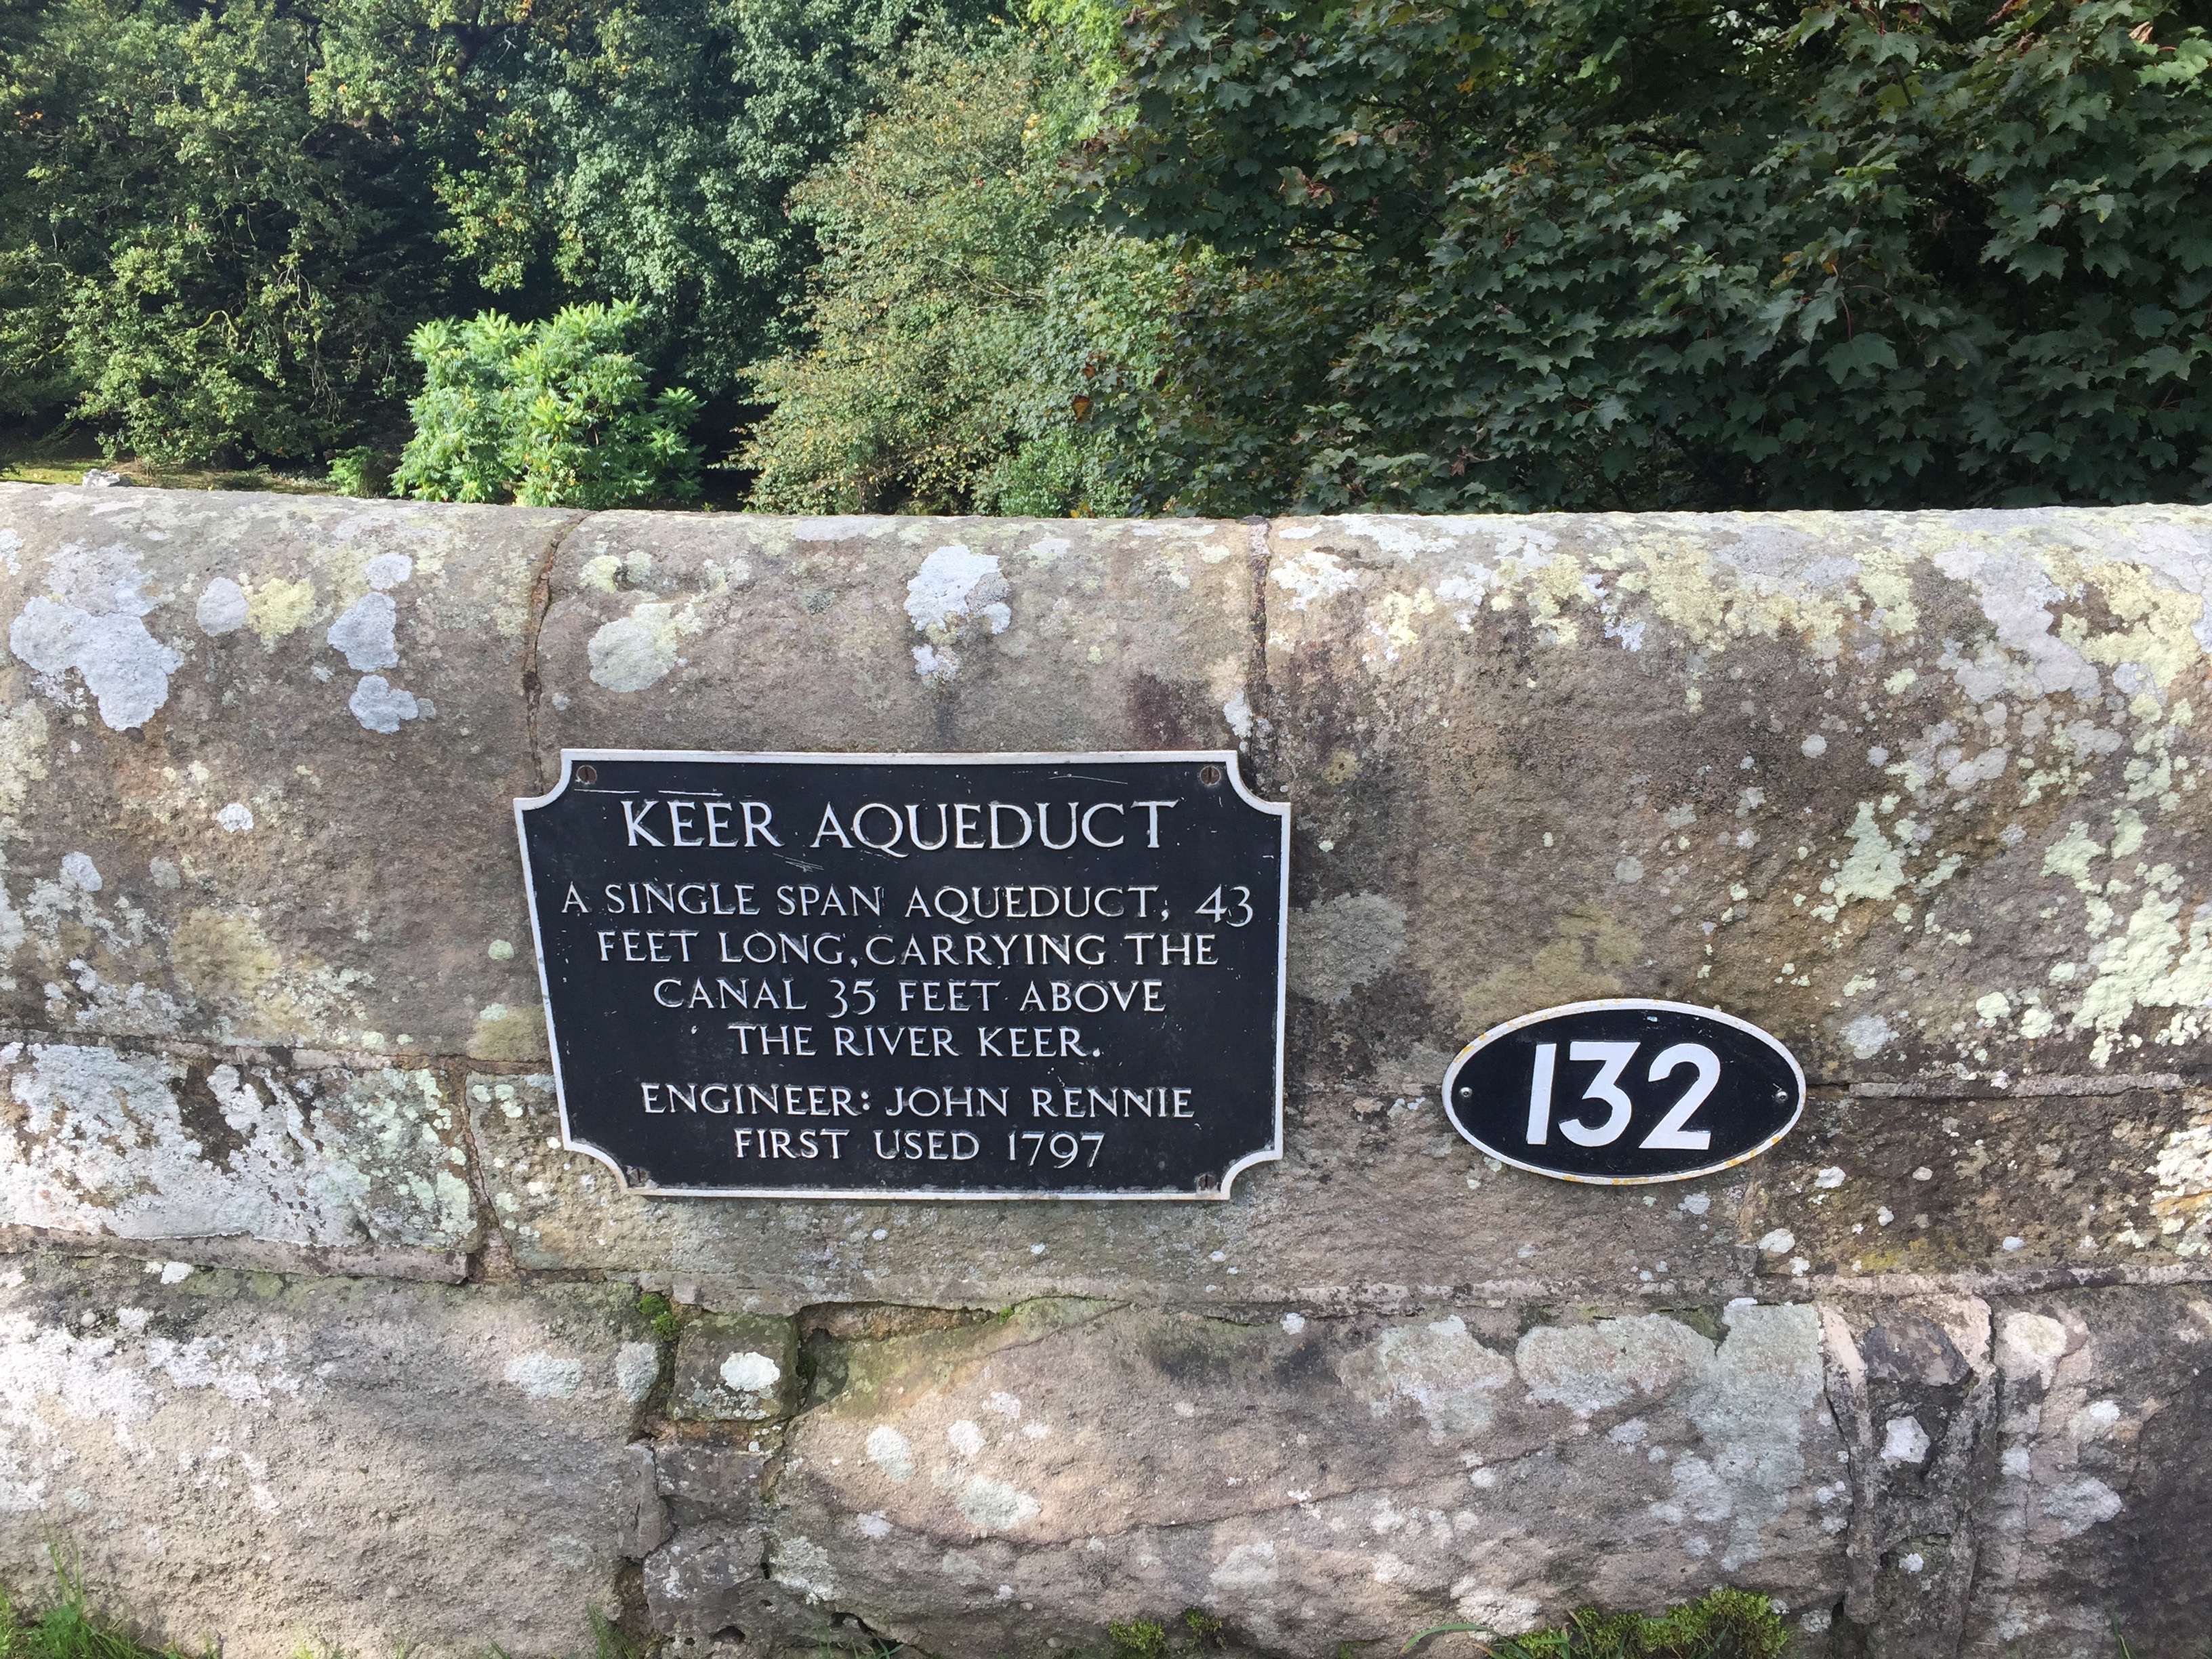 KEER AQUEDUCT
A SINGLE SPAN AQUEDUCT, 43
FEET LONG, CARRYING THE
CANAL 35 FEET ABOVE
THE RIVER KEER.
ENGINEER: JOHN RENNIE
FIRST USED 1797
132